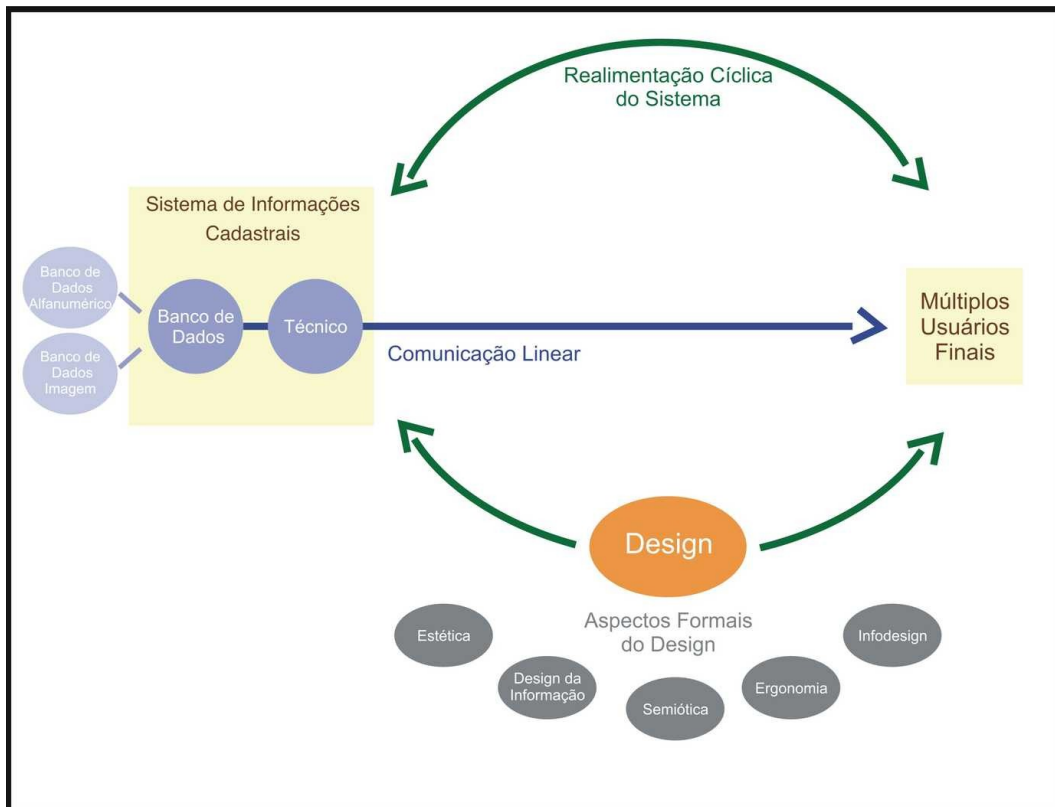 Realimentação Cíclica
do Sistema
Sistema de Informações
Cadastrais
Banco de
Dados
Alfanumérico
Banco de
Dados
Imagem
Banco de
Dados
Técnico
Comunicação Linear
Múltiplos
Usuários
Finais
Design
Aspectos Formais
do Design
Estética
Design da
Informação
Semiótica
Ergonomia
Infodesign